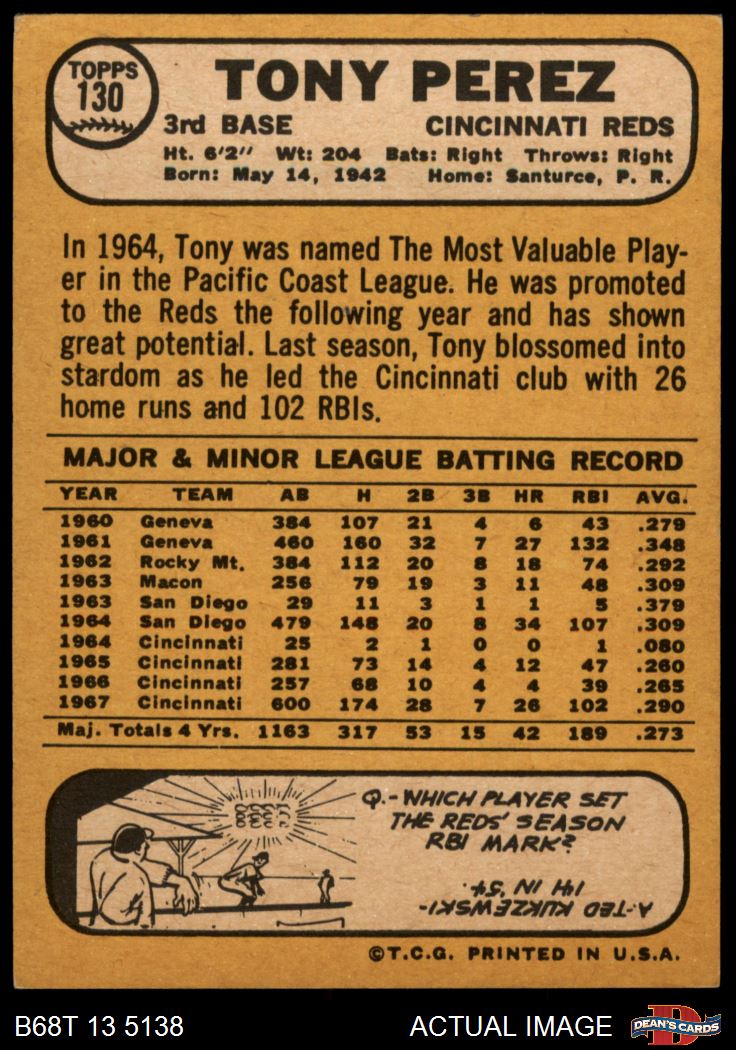 TOPPS
130
TONY PEREZ
3rd BASE CINCINNATI REDS
Ht. 6'2" Wt: 204 Bats: Right Throws: Right
Born: May 14, 1942 Home: Santurce, P. R.
In 1964, Tony was named The Most Valuable Play-
er in the Pacific Coast League. He was promoted
to the Reds the following year and has shown
great potential. Last season, Tony blossomed into
stardom as he led the Cincinnati club with 26
home runs and 102 RBIs.
MAJOR & MINOR LEAGUE BATTING RECORD
YEAR TEAM AB H 2B 3B HR RBI AVG.
1960 Geneva 384 107 21 4 6 43 .279
1961 Geneva 460 160 32 7 27 132 .348
1962 Rocky Mt. 384 112 20 8 18 74 .292
1963 Macon 256 79 19 3 11 48 .309
1963 San Diego 29 11 3 1 1 5 .379
1964 San Diego 479 148 20 8 34 107 .309
1964 Cincinnati 25 2 1 0 0 1 .080
1965 Cincinnati 281 73 14 4 12 47 .260
1966 Cincinnati 257 68 10 4 4 39 .265
1967 Cincinnati 600 174 28 7 26 102 .290
Maj. Totals 4 Yrs. 1163 317 53 15 42 189 .273
Q.-WHICH PLAYER SET
THE REDS' SEASON
RBI MARK?
A-TED KUKZEWSKI-
141 IN '54.
©T.C.G. PRINTED IN U.S.A.
B68T 13 5138 ACTUAL IMAGE DEAN'S CARDS